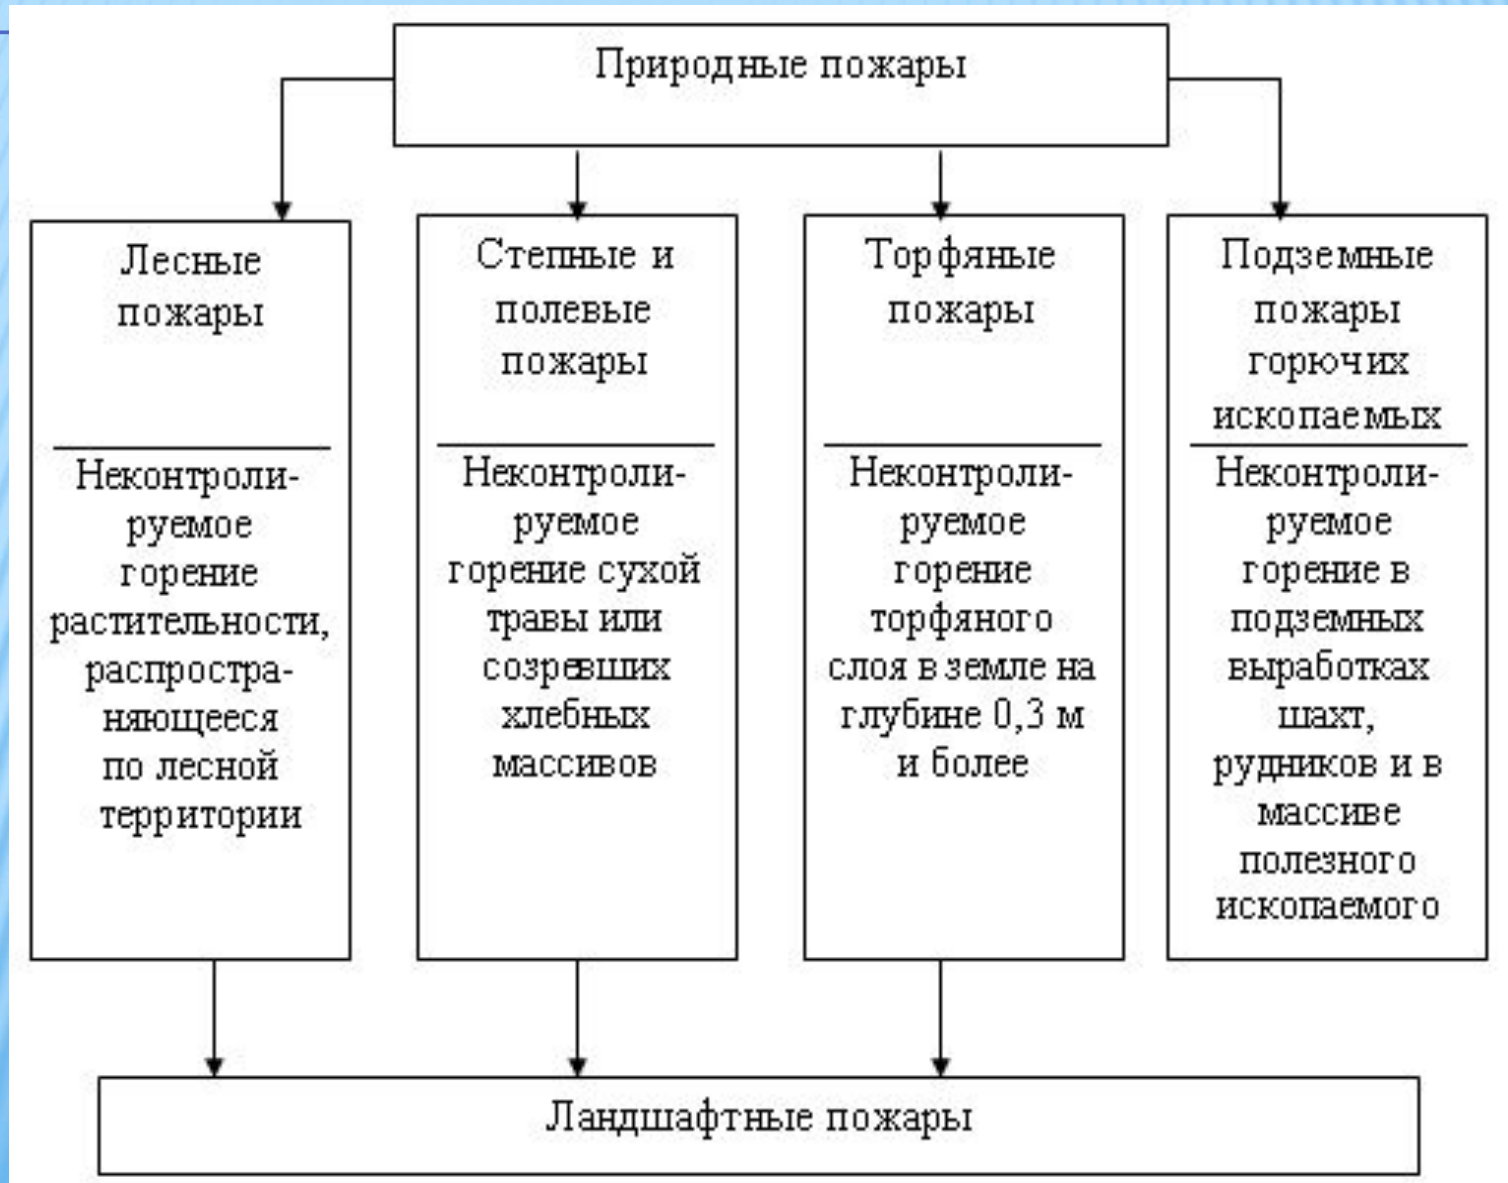 Природные пожары
Лесные
пожары
Неконтроли-
руемое
горение
растительности,
распростра-
няющееся
по лесной
территории
Степные и
полевые
пожары
Неконтроли-
руемое
горение сухой
травы или
созревших
хлебных
массивов
Торфяные
пожары
Неконтроли-
руемое
горение
торфяного
слоя в земле на
глубине 0,3 м
и более
Подземные
пожары
горючих
ископаемых
Неконтроли-
руемое
горение в
подземных
выработках
шахт,
рудников и в
массиве
полезного
ископаемого
Ландшафтные пожары